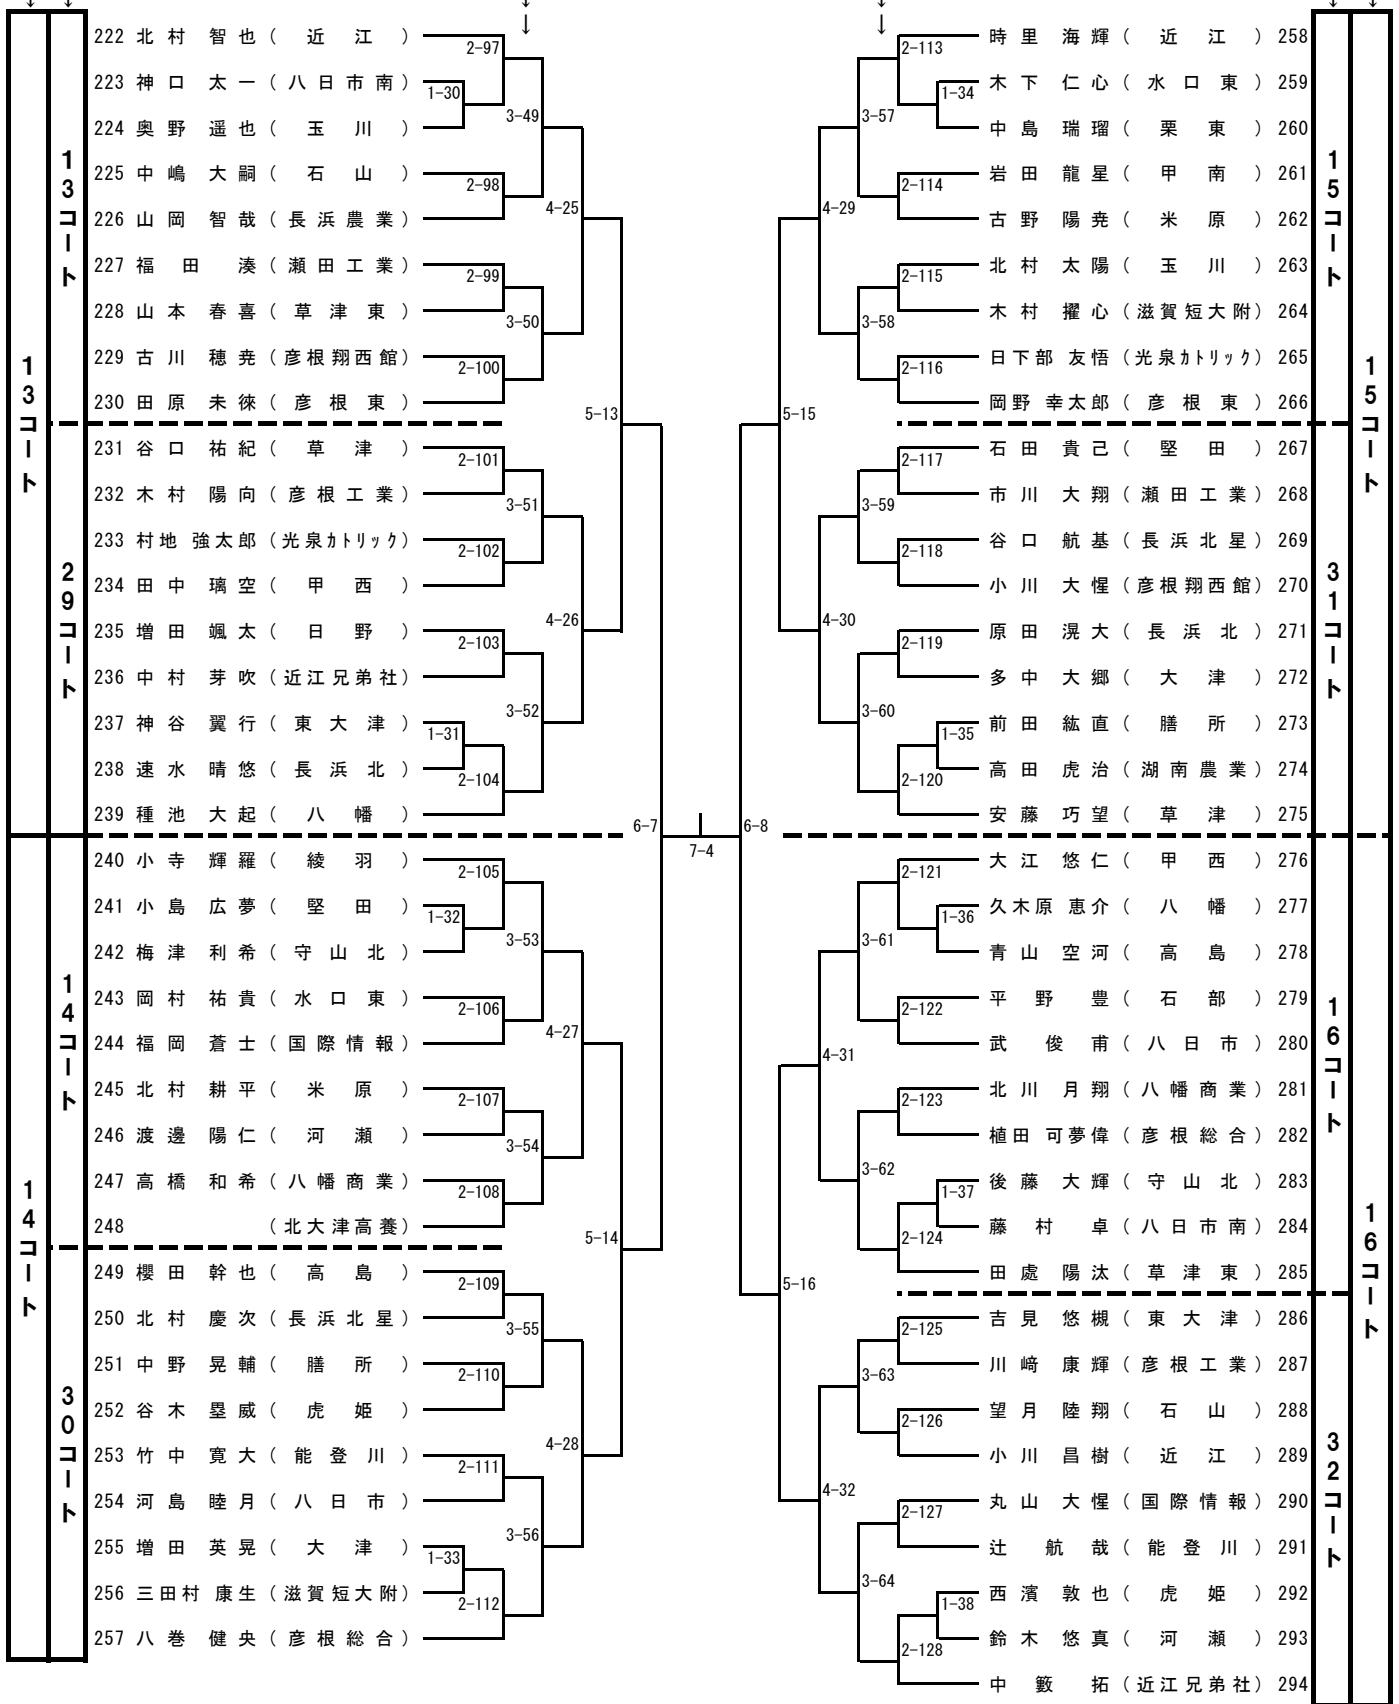 13コート
13コート
29コート
14コート
14コート
30コート
222 北村 智也 ( 近江 )
223 神口 太一 ( 八日市南 )
224 奥野 遥也 ( 玉川 )
225 中嶋 大嗣 ( 石山 )
226 山岡 智哉 ( 長浜農業 )
227 福田 湊 ( 瀬田工業 )
228 山本 春喜 ( 草津東 )
229 古川 穂尭 ( 彦根翔西館 )
230 田原 未徠 ( 彦根東 )
231 谷口 祐紀 ( 草津 )
232 木村 陽向 ( 彦根工業 )
233 村地 強太郎 ( 光泉カトリック )
234 田中 璃空 ( 甲西 )
235 増田 颯太 ( 日野 )
236 中村 芽吹 ( 近江兄弟社 )
237 神谷 翼行 ( 東大津 )
238 速水 晴悠 ( 長浜北 )
239 種池 大起 ( 八幡 )
240 小寺 輝羅 ( 綾羽 )
241 小島 広夢 ( 堅田 )
242 梅津 利希 ( 守山北 )
243 岡村 祐貴 ( 水口東 )
244 福岡 蒼士 ( 国際情報 )
245 北村 耕平 ( 米原 )
246 渡邊 陽仁 ( 河瀬 )
247 高橋 和希 ( 八幡商業 )
248 ( 北大津高養 )
249 櫻田 幹也 ( 高島 )
250 北村 慶次 ( 長浜北星 )
251 中野 晃輔 ( 膳所 )
252 谷木 塁威 ( 虎姫 )
253 竹中 寛大 ( 能登川 )
254 河島 睦月 ( 八日市 )
255 増田 英晃 ( 大津 )
256 三田村 康生 ( 滋賀短大附 )
257 八巻 健央 ( 彦根総合 )
1-30
1-31
1-32
1-33
2-97
2-98
2-99
2-100
2-101
2-102
2-103
2-104
2-105
2-106
2-107
2-108
2-109
2-110
2-111
2-112
3-49
3-50
3-51
3-52
3-53
3-54
3-55
3-56
4-25
4-26
4-27
4-28
5-13
5-14
6-7
7-4
6-8
5-15
5-16
4-29
4-30
4-31
4-32
3-57
3-58
3-59
3-60
3-61
3-62
3-63
3-64
2-113
2-114
2-115
2-116
2-117
2-118
2-119
2-120
2-121
2-122
2-123
2-124
2-125
2-126
2-127
2-128
1-34
1-35
1-36
1-37
1-38
時里 海輝 ( 近江 ) 258
木下 仁心 ( 水口東 ) 259
中島 瑞瑠 ( 栗東 ) 260
岩田 龍星 ( 甲南 ) 261
古野 陽尭 ( 米原 ) 262
北村 太陽 ( 玉川 ) 263
木村 擢心 ( 滋賀短大附 ) 264
日下部 友悟 ( 光泉カトリック ) 265
岡野 幸太郎 ( 彦根東 ) 266
石田 貴己 ( 堅田 ) 267
市川 大翔 ( 瀬田工業 ) 268
谷口 航基 ( 長浜北星 ) 269
小川 大惺 ( 彦根翔西館 ) 270
原田 滉大 ( 長浜北 ) 271
多中 大郷 ( 大津 ) 272
前田 紘直 ( 膳所 ) 273
高田 虎治 ( 湖南農業 ) 274
安藤 巧望 ( 草津 ) 275
大江 悠仁 ( 甲西 ) 276
久木原 恵介 ( 八幡 ) 277
青山 空河 ( 高島 ) 278
平野 豊 ( 石部 ) 279
武 俊甫 ( 八日市 ) 280
北川 月翔 ( 八幡商業 ) 281
植田 可夢偉 ( 彦根総合 ) 282
後藤 大輝 ( 守山北 ) 283
藤村 卓 ( 八日市南 ) 284
田處 陽汰 ( 草津東 ) 285
吉見 悠槻 ( 東大津 ) 286
川﨑 康輝 ( 彦根工業 ) 287
望月 陸翔 ( 石山 ) 288
小川 昌樹 ( 近江 ) 289
丸山 大惺 ( 国際情報 ) 290
辻 航哉 ( 能登川 ) 291
西濱 敦也 ( 虎姫 ) 292
鈴木 悠真 ( 河瀬 ) 293
中籔 拓 ( 近江兄弟社 ) 294
15コート
31コート
16コート
32コート
15コート
16コート